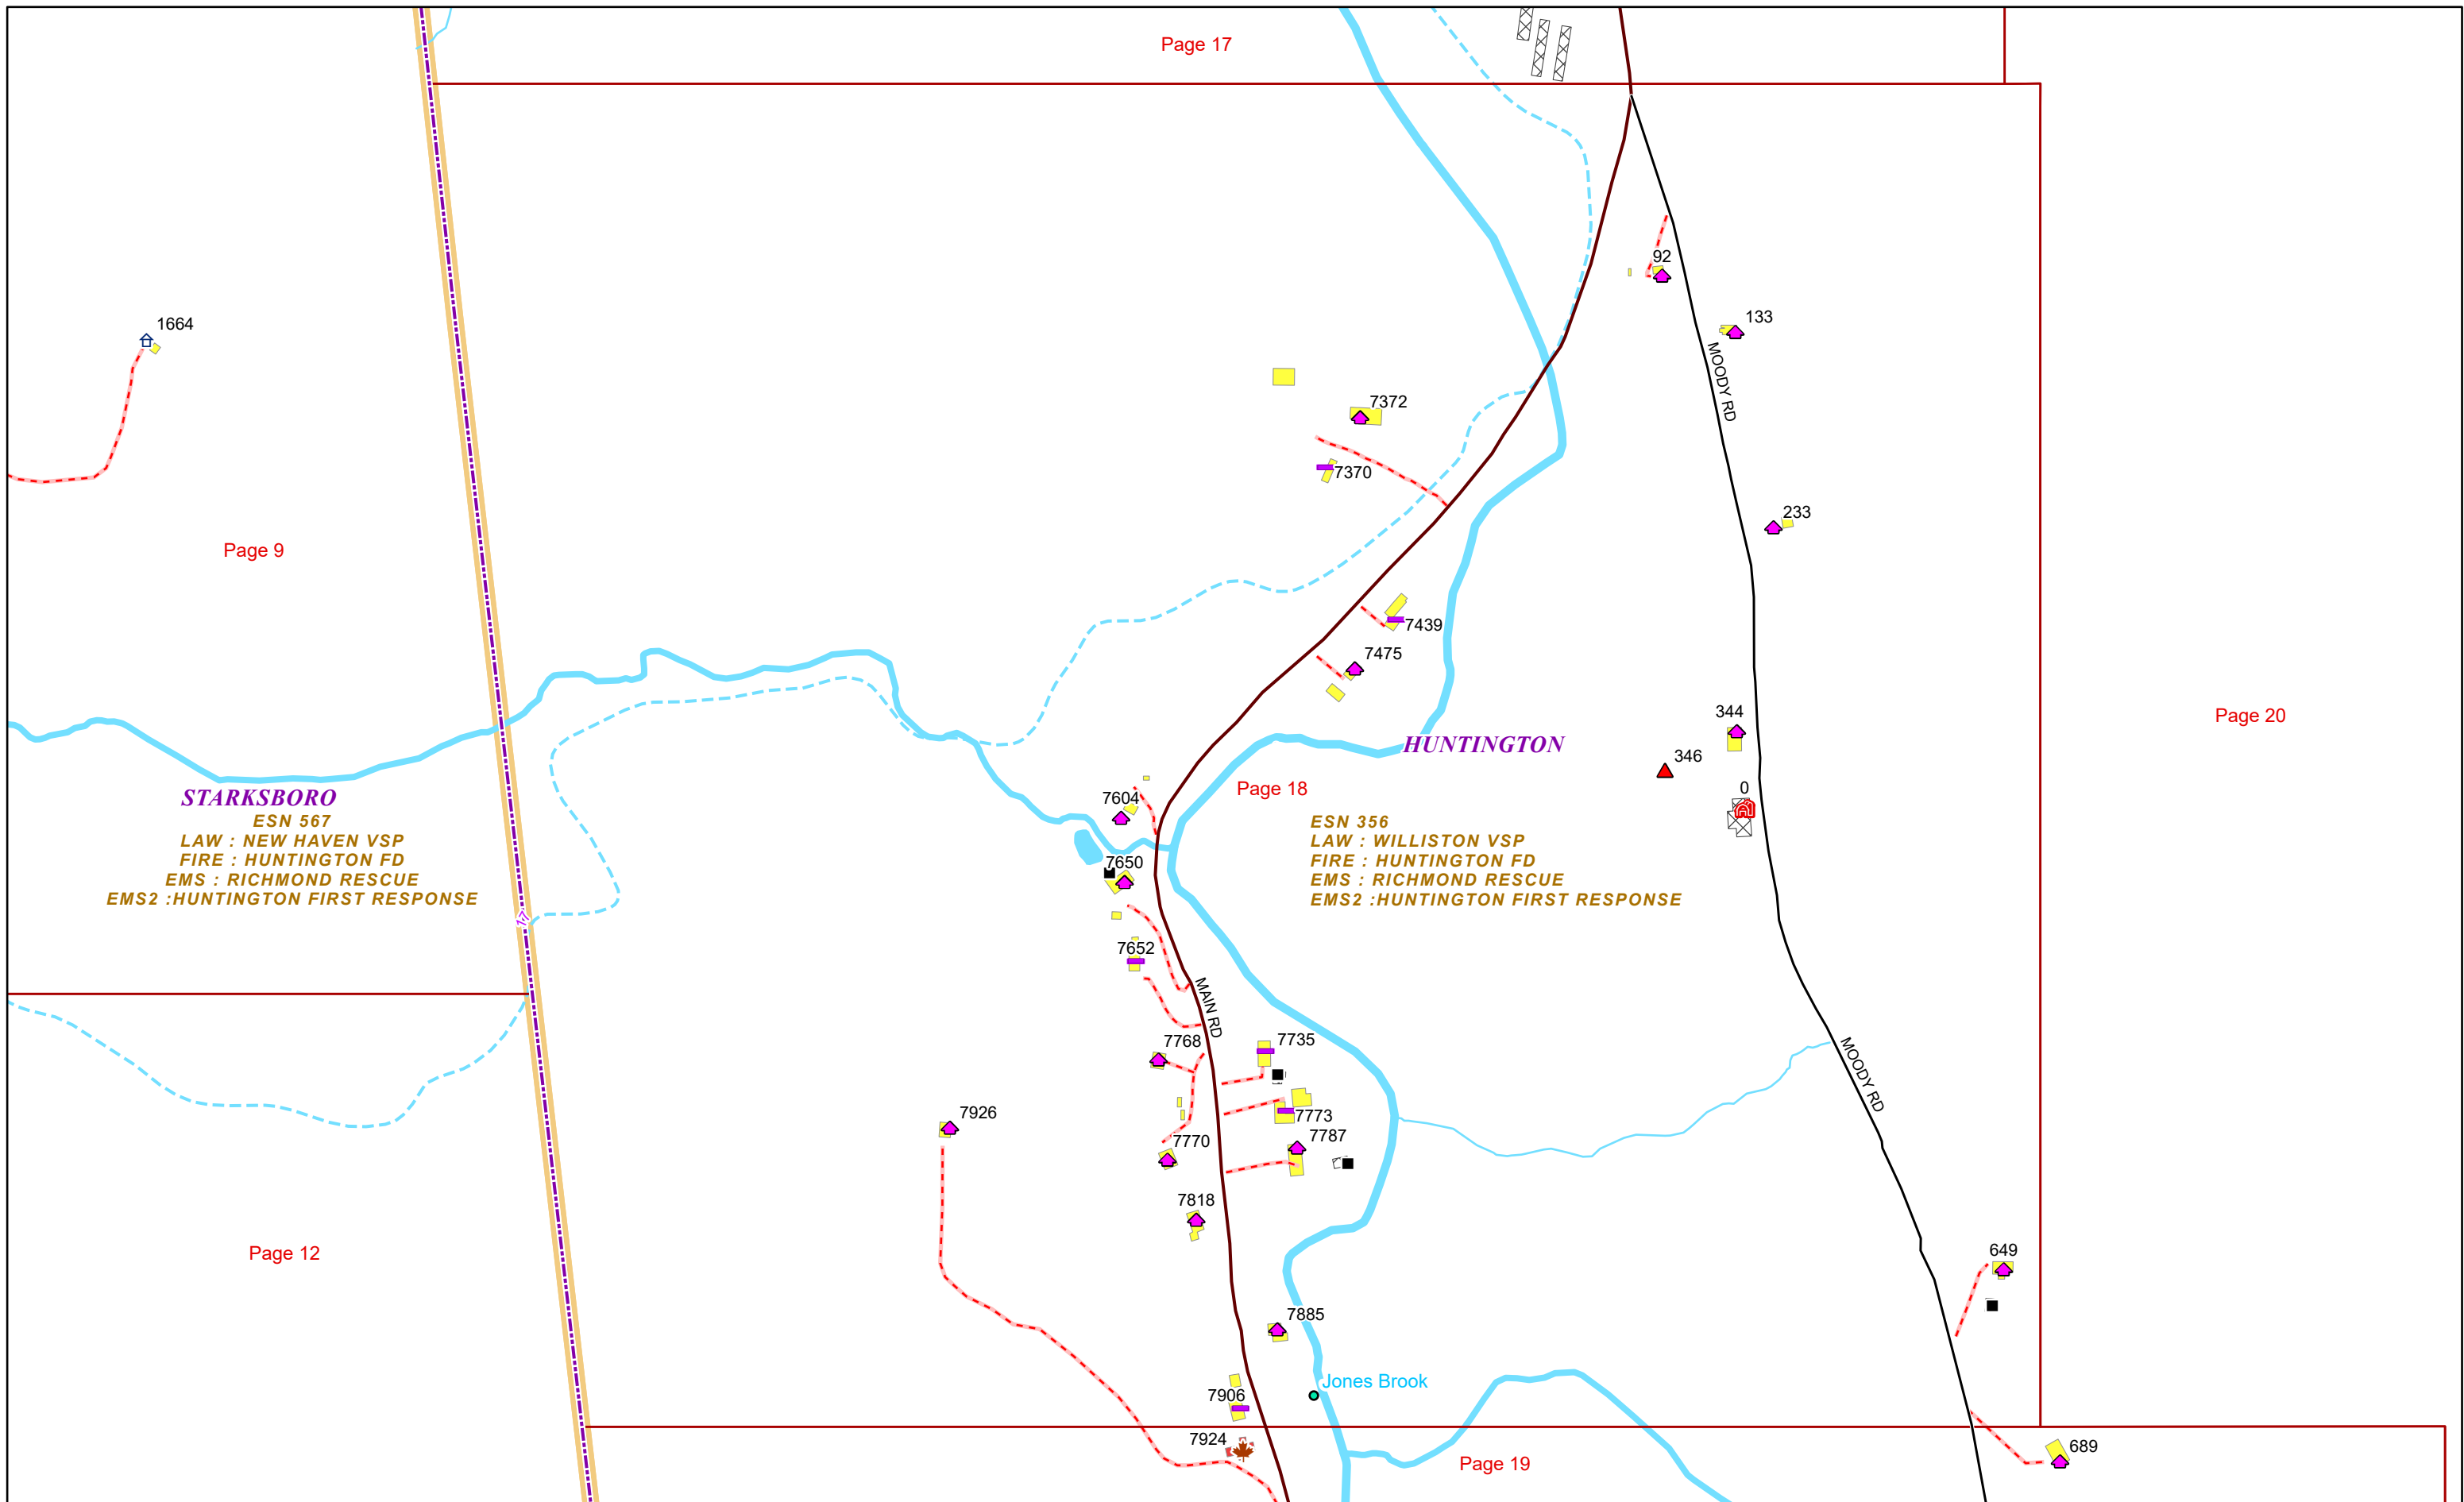 Page 17
92
1664
133
MOODY RD
7372
7370
233
Page 9
7439
7475
344
Page 20
HUNTINGTON
346
Page 18
0
STARKSBORO
ESN 567
LAW : NEW HAVEN VSP
FIRE : HUNTINGTON FD
EMS : RICHMOND RESCUE
EMS2 :HUNTINGTON FIRST RESPONSE
7604
ESN 356
LAW : WILLISTON VSP
FIRE : HUNTINGTON FD
EMS : RICHMOND RESCUE
EMS2 :HUNTINGTON FIRST RESPONSE
7650
7652
MAIN RD
7768
7735
MOODY RD
7926
7773
7770
7787
7818
Page 12
649
7885
Jones Brook
7906
7924
Page 19
689